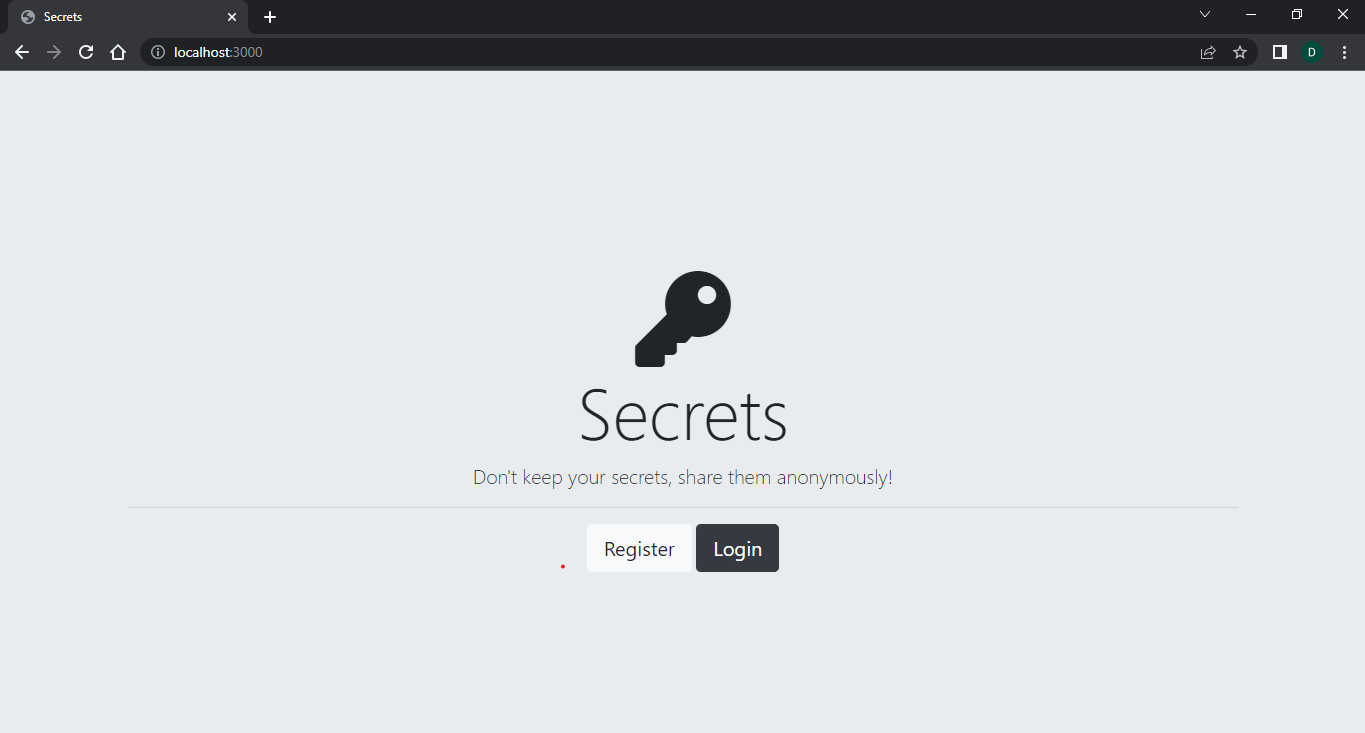 Secrets
localhost:3000
D
Secrets
Don't keep your secrets, share them anonymously!
Register Login